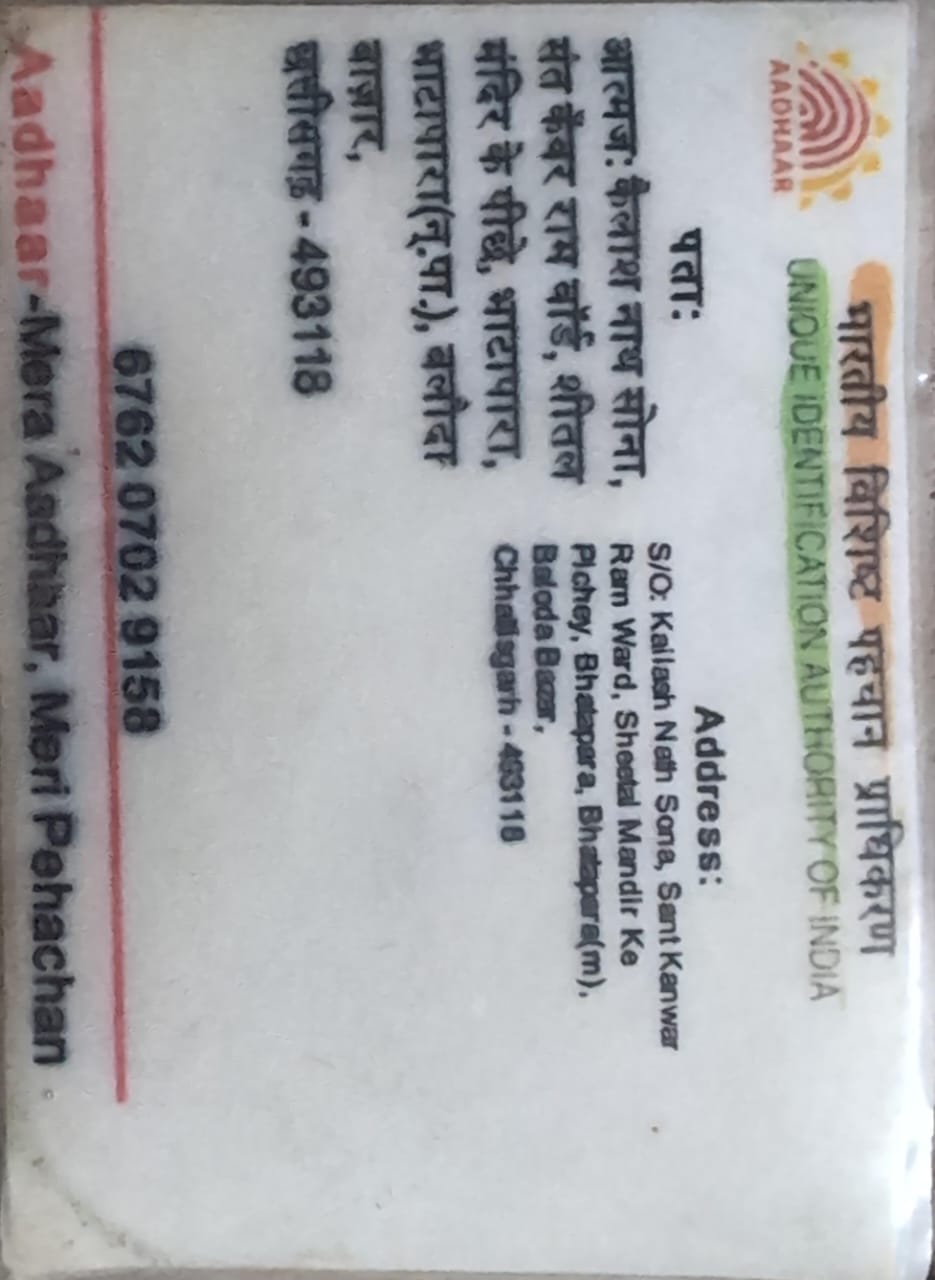 भारतीय विशिष्ट पहचान प्राधिकरण
UNIQUE IDENTIFICATION AUTHORITY OF INDIA
AADHAAR
पता:
आत्मज: कैलाश नाथ सोना,
संत कँवर राम वॉर्ड, शीतल
मंदिर के पीछे, भाटापारा,
भाटापारा(न.पा.), बलौदा
बाज़ार,
छत्तीसगढ़ - 493118
Address:
S/O: Kailash Nath Sona, Sant Kanwar
Ram Ward, Sheetal Mandir Ke
Pichey, Bhatapara, Bhatapara(m),
Baloda Bazar,
Chhattisgarh - 493118
6762 0702 9158
Aadhaar-Mera Aadhaar, Meri Pehachan